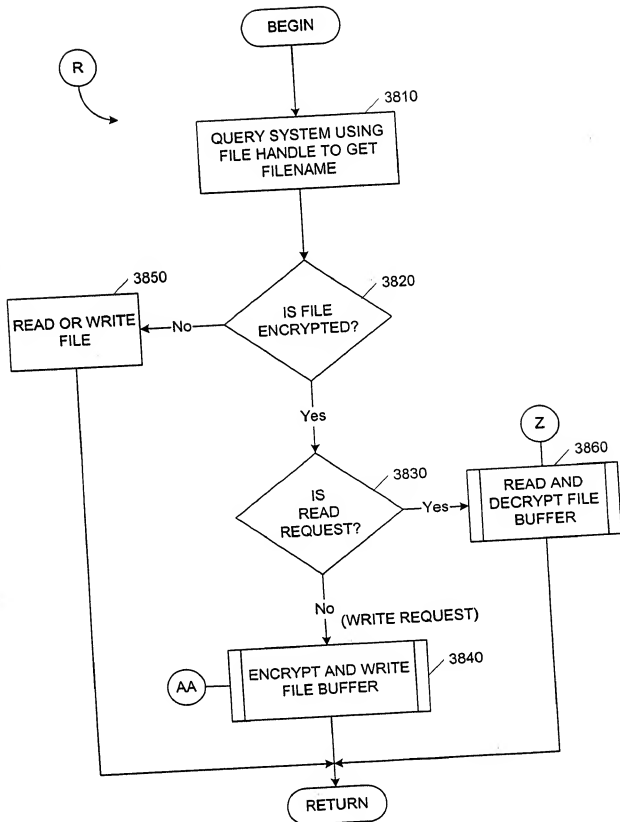 BEGIN
R
3810
QUERY SYSTEM USING
FILE HANDLE TO GET
FILENAME
3850
3820
READ OR WRITE
FILE
No
IS FILE
ENCRYPTED?
Yes
Z
3860
3830
IS
READ
REQUEST?
Yes
READ AND
DECRYPT FILE
BUFFER
No
(WRITE REQUEST)
3840
AA
ENCRYPT AND WRITE
FILE BUFFER
RETURN